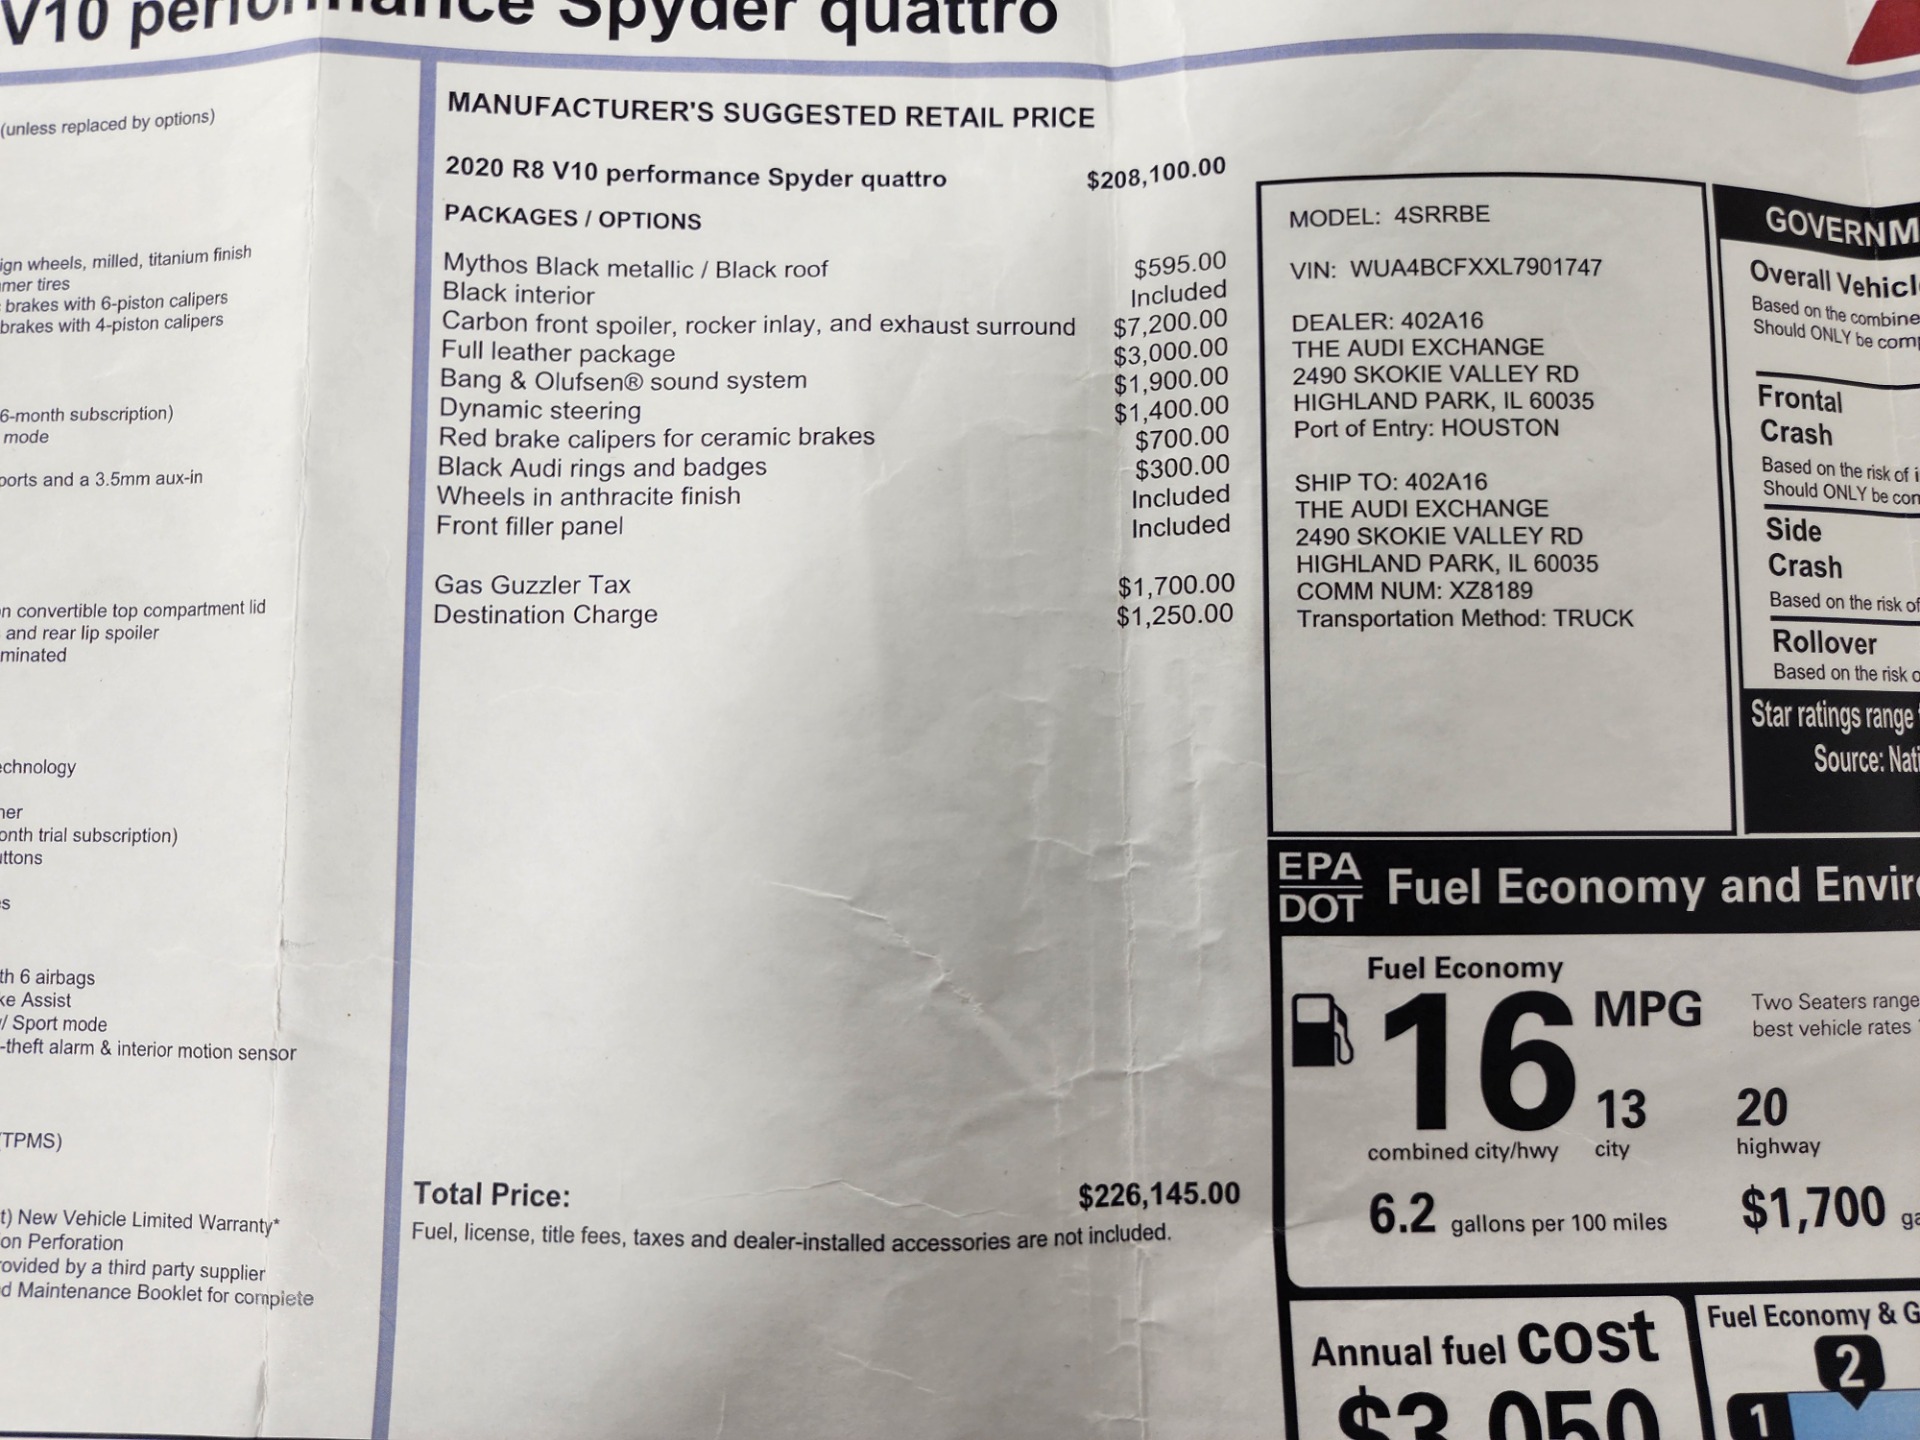 V10 performance Spyder quattro
(unless replaced by options)
ign wheels, milled, titanium finish
mer tires
brakes with 6-piston calipers
brakes with 4-piston calipers
6-month subscription)
mode
ports and a 3.5mm aux-in
n convertible top compartment lid
and rear lip spoiler
minated
echnology
ner
onth trial subscription)
uttons
es
th 6 airbags
ke Assist
/ Sport mode
-theft alarm & interior motion sensor
(TPMS)
t) New Vehicle Limited Warranty*
on Perforation
rovided by a third party supplier
d Maintenance Booklet for complete
MANUFACTURER'S SUGGESTED RETAIL PRICE
2020 R8 V10 performance Spyder quattro $208,100.00
PACKAGES / OPTIONS
Mythos Black metallic / Black roof $595.00
Black interior Included
Carbon front spoiler, rocker inlay, and exhaust surround $7,200.00
Full leather package $3,000.00
Bang & Olufsen® sound system $1,900.00
Dynamic steering $1,400.00
Red brake calipers for ceramic brakes $700.00
Black Audi rings and badges $300.00
Wheels in anthracite finish Included
Front filler panel Included
Gas Guzzler Tax $1,700.00
Destination Charge $1,250.00
Total Price: $226,145.00
Fuel, license, title fees, taxes and dealer-installed accessories are not included.
MODEL: 4SRRBE
VIN: WUA4BCFXXL7901747
DEALER: 402A16
THE AUDI EXCHANGE
2490 SKOKIE VALLEY RD
HIGHLAND PARK, IL 60035
Port of Entry: HOUSTON
SHIP TO: 402A16
THE AUDI EXCHANGE
2490 SKOKIE VALLEY RD
HIGHLAND PARK, IL 60035
COMM NUM: XZ8189
Transportation Method: TRUCK
GOVERNM
Overall Vehicl
Based on the combine
Should ONLY be comp
Frontal
Crash
Based on the risk of i
Should ONLY be con
Side
Crash
Based on the risk of
Rollover
Based on the risk o
Star ratings range
Source: Nati
EPA
DOT
Fuel Economy and Enviro
Fuel Economy
16 MPG
Two Seaters range
best vehicle rates
13 20
combined city/hwy city highway
6.2 gallons per 100 miles
$1,700 ga
Annual fuel cost
$3,050
Fuel Economy & G
2
1